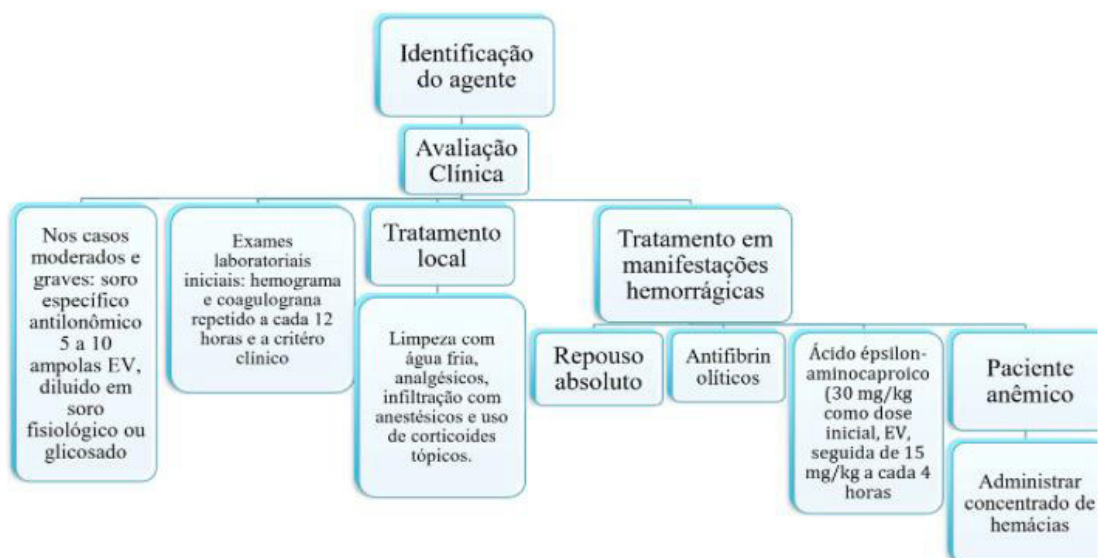 Identificação
do agente
Avaliação
Clínica
Nos casos
moderados e
graves: soro
específico
antilonômico
5 a 10
ampolas EV,
diluído em
soro
fisiológico ou
glicosado
Exames
laboratoriais
iniciais: hemograma
e coagulograna
repetido a cada 12
horas e a critéro
clínico
Tratamento
local
Limpeza com
água fria,
analgésicos,
infiltração com
anestésicos e uso
de corticoides
tópicos.
Tratamento em
manifestações
hemorrágicas
Repouso
absoluto
Antifibrin
olíticos
Ácido épsilon-
aminocaproico
(30 mg/kg
como dose
inicial, EV,
seguida de 15
mg/kg a cada 4
horas
Paciente
anêmico
Administrar
concentrado de
hemácias